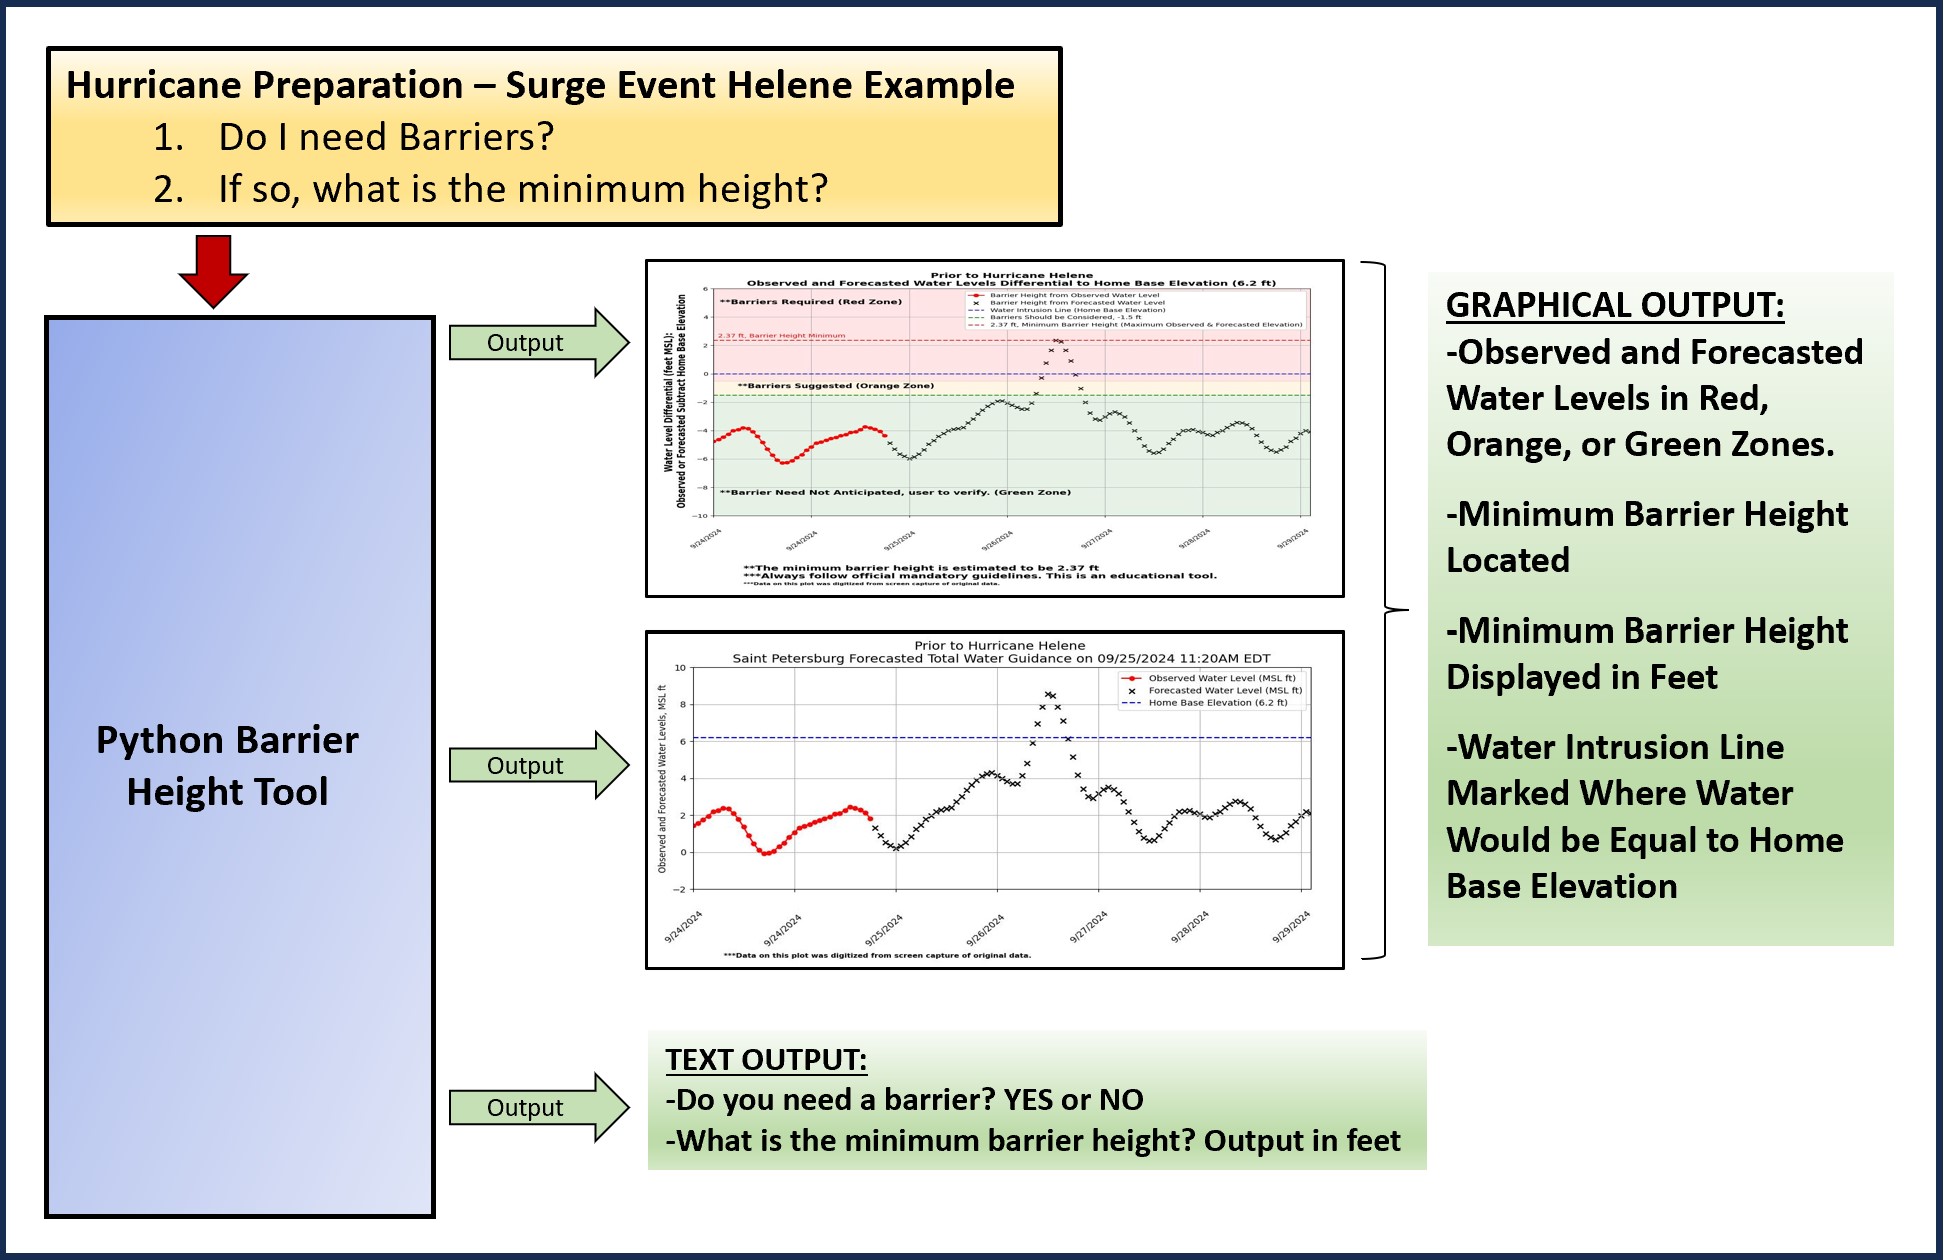 Hurricane Preparation – Surge Event Helene Example
1. Do I need Barriers?
2. If so, what is the minimum height?
Python Barrier
Height Tool
Output
Prior to Hurricane Helene
Observed and Forecasted Water Levels Differential to Home Base Elevation (6.2 ft)
Water Level Differential (feet MSL):
Observed or Forecasted Subtract Home Base Elevation
6
4
2
0
−2
−4
−6
−8
−10
**Barriers Required (Red Zone)
Barrier Height from Observed Water Level
Barrier Height from Forecasted Water Level
Water Intrusion Line (Home Base Elevation)
Barriers Should be Considered, -1.5 ft
2.37 ft, Minimum Barrier Height (Maximum Observed & Forecasted Elevation)
2.37 ft, Barrier Height Minimum
**Barriers Suggested (Orange Zone)
**Barrier Need Not Anticipated, user to verify. (Green Zone)
9/24/2024
9/24/2024
9/25/2024
9/26/2024
9/27/2024
9/28/2024
9/29/2024
**The minimum barrier height is estimated to be 2.37 ft
***Always follow official mandatory guidelines. This is an educational tool.
***Data on this plot was digitized from screen capture of original data.
Output
Prior to Hurricane Helene
Saint Petersburg Forecasted Total Water Guidance on 09/25/2024 11:20AM EDT
Observed and Forecasted Water Levels, MSL ft
10
8
6
4
2
0
−2
Observed Water Level (MSL ft)
Forecasted Water Level (MSL ft)
Home Base Elevation (6.2 ft)
9/24/2024
9/24/2024
9/25/2024
9/26/2024
9/27/2024
9/28/2024
9/29/2024
***Data on this plot was digitized from screen capture of original data.
GRAPHICAL OUTPUT:
-Observed and Forecasted
Water Levels in Red,
Orange, or Green Zones.
-Minimum Barrier Height
Located
-Minimum Barrier Height
Displayed in Feet
-Water Intrusion Line
Marked Where Water
Would be Equal to Home
Base Elevation
Output
TEXT OUTPUT:
-Do you need a barrier? YES or NO
-What is the minimum barrier height? Output in feet